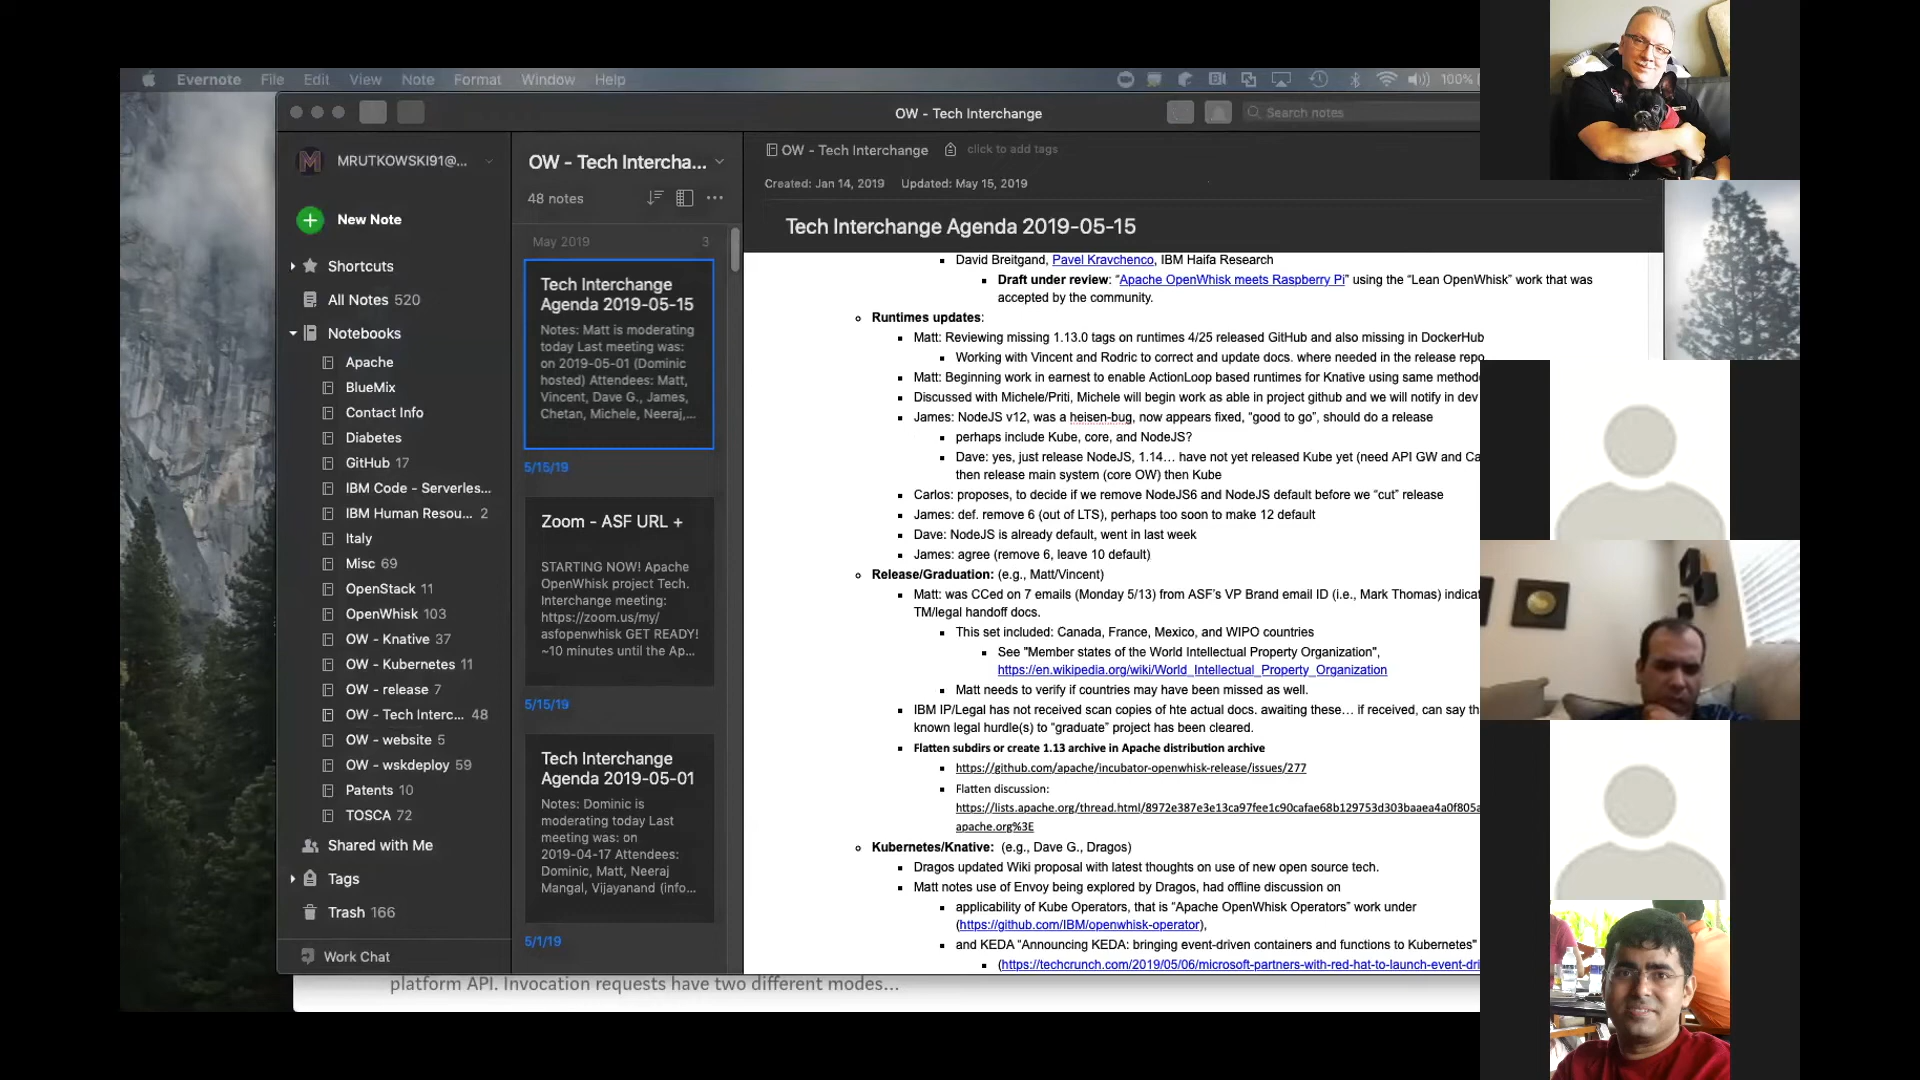 Evernote File Edit View Note Format Window Help
100%
OW - Tech Interchange
Search notes
MRUTKOWSKI91@...
New Note
Shortcuts
All Notes 520
Notebooks
Apache
BlueMix
Contact Info
Diabetes
GitHub 17
IBM Code - Serverles...
IBM Human Resou... 2
Italy
Misc 69
OpenStack 11
OpenWhisk 103
OW - Knative 37
OW - Kubernetes 11
OW - release 7
OW - Tech Interc... 48
OW - website 5
OW - wskdeploy 59
Patents 10
TOSCA 72
Shared with Me
Tags
Trash 166
Work Chat
OW - Tech Intercha...
48 notes
May 2019 3
Tech Interchange
Agenda 2019-05-15
Notes: Matt is moderating
today Last meeting was:
on 2019-05-01 (Dominic
hosted) Attendees: Matt,
Vincent, Dave G., James,
Chetan, Michele, Neeraj,...
5/15/19
Zoom - ASF URL +
STARTING NOW! Apache
OpenWhisk project Tech.
Interchange meeting:
https://zoom.us/my/
asfopenwhisk GET READY!
~10 minutes until the Ap...
5/15/19
Tech Interchange
Agenda 2019-05-01
Notes: Dominic is
moderating today Last
meeting was: on
2019-04-17 Attendees:
Dominic, Matt, Neeraj
Mangal, Vijayanand (info...
5/1/19
OW - Tech Interchange click to add tags
Created: Jan 14, 2019 Updated: May 15, 2019
Tech Interchange Agenda 2019-05-15
David Breitgand, Pavel Kravchenco, IBM Haifa Research
Draft under review: “Apache OpenWhisk meets Raspberry Pi” using the “Lean OpenWhisk” work that was
accepted by the community.
Runtimes updates:
Matt: Reviewing missing 1.13.0 tags on runtimes 4/25 released GitHub and also missing in DockerHub
Working with Vincent and Rodric to correct and update docs. where needed in the release repo
Matt: Beginning work in earnest to enable ActionLoop based runtimes for Knative using same method
Discussed with Michele/Priti, Michele will begin work as able in project github and we will notify in dev
James: NodeJS v12, was a heisen-bug, now appears fixed, “good to go”, should do a release
perhaps include Kube, core, and NodeJS?
Dave: yes, just release NodeJS, 1.14… have not yet released Kube yet (need API GW and Ca
then release main system (core OW) then Kube
Carlos: proposes, to decide if we remove NodeJS6 and NodeJS default before we “cut” release
James: def. remove 6 (out of LTS), perhaps too soon to make 12 default
Dave: NodeJS is already default, went in last week
James: agree (remove 6, leave 10 default)
Release/Graduation: (e.g., Matt/Vincent)
Matt: was CCed on 7 emails (Monday 5/13) from ASF’s VP Brand email ID (i.e., Mark Thomas) indicat
TM/legal handoff docs.
This set included: Canada, France, Mexico, and WIPO countries
See "Member states of the World Intellectual Property Organization",
https://en.wikipedia.org/wiki/World_Intellectual_Property_Organization
Matt needs to verify if countries may have been missed as well.
IBM IP/Legal has not received scan copies of hte actual docs. awaiting these… if received, can say th
known legal hurdle(s) to “graduate” project has been cleared.
Flatten subdirs or create 1.13 archive in Apache distribution archive
https://github.com/apache/incubator-openwhisk-release/issues/277
Flatten discussion:
https://lists.apache.org/thread.html/8972e387e3e13ca97fee1c90cafae68b129753d303baaea4a0f805a
apache.org%3E
Kubernetes/Knative: (e.g., Dave G., Dragos)
Dragos updated Wiki proposal with latest thoughts on use of new open source tech.
Matt notes use of Envoy being explored by Dragos, had offline discussion on
applicability of Kube Operators, that is “Apache OpenWhisk Operators” work under
(https://github.com/IBM/openwhisk-operator),
and KEDA “Announcing KEDA: bringing event-driven containers and functions to Kubernetes"
(https://techcrunch.com/2019/05/06/microsoft-partners-with-red-hat-to-launch-event-dri
platform API. Invocation requests have two different modes...